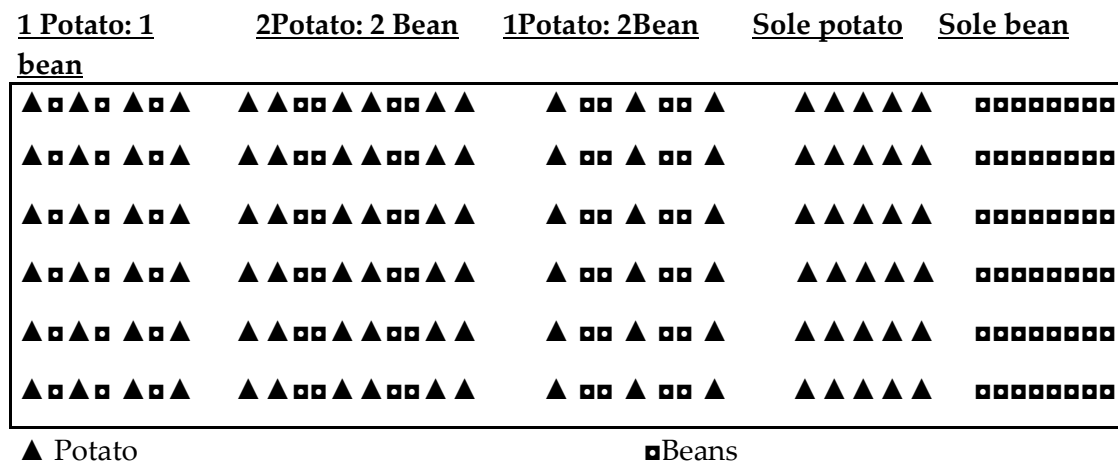 1 Potato: 1 2Potato: 2 Bean 1Potato: 2Bean Sole potato Sole bean
bean
▲ Potato ◘Beans